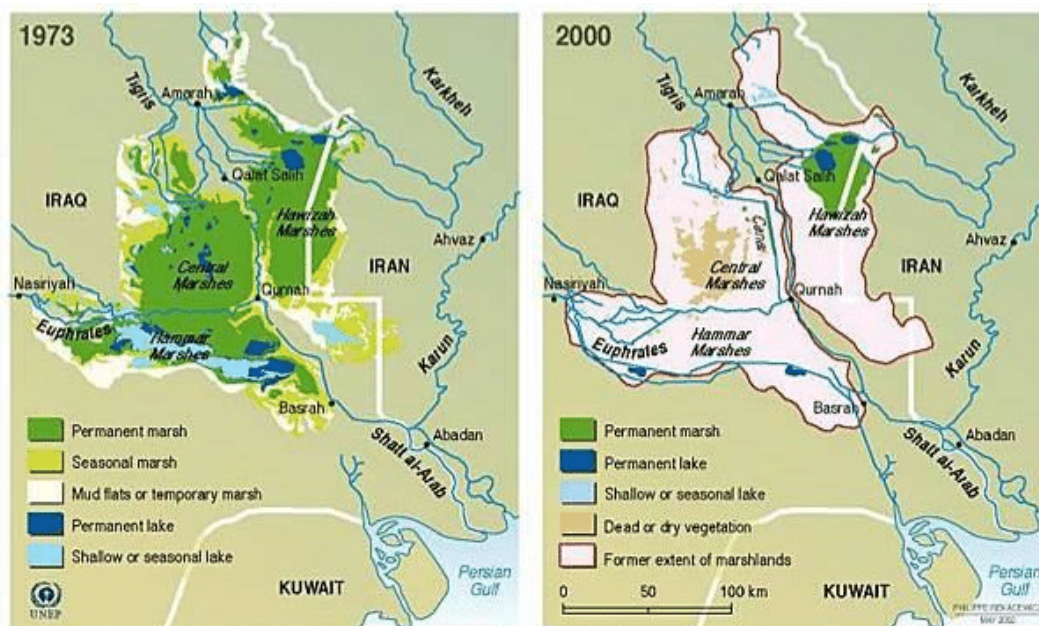 1973
Tigris
Karkheh
Amarah
Qalat Salih
IRAQ
Hawizah
Marshes
Ahvaz
Central
Marshes
IRAN
Nasiriyah
Qurnah
Euphrates
Hammar
Marshes
Karun
Basrah
Shatt al-Arab
Abadan
Permanent marsh
Seasonal marsh
Mud flats or temporary marsh
Permanent lake
Shallow or seasonal lake
UNEP
KUWAIT
Persian
Gulf
2000
Tigris
Karkheh
Amarah
Qalat Salih
IRAQ
Canal
Hawizah
Marshes
Ahvaz
Central
Marshes
IRAN
Nasiriyah
Qurnah
Euphrates
Hammar
Marshes
Karun
Basrah
Shatt al-Arab
Abadan
Permanent marsh
Permanent lake
Shallow or seasonal lake
Dead or dry vegetation
Former extent of marshlands
0 50 100 km
KUWAIT
Persian
Gulf
PHILIPPE REKACEWICZ
MAY 2002